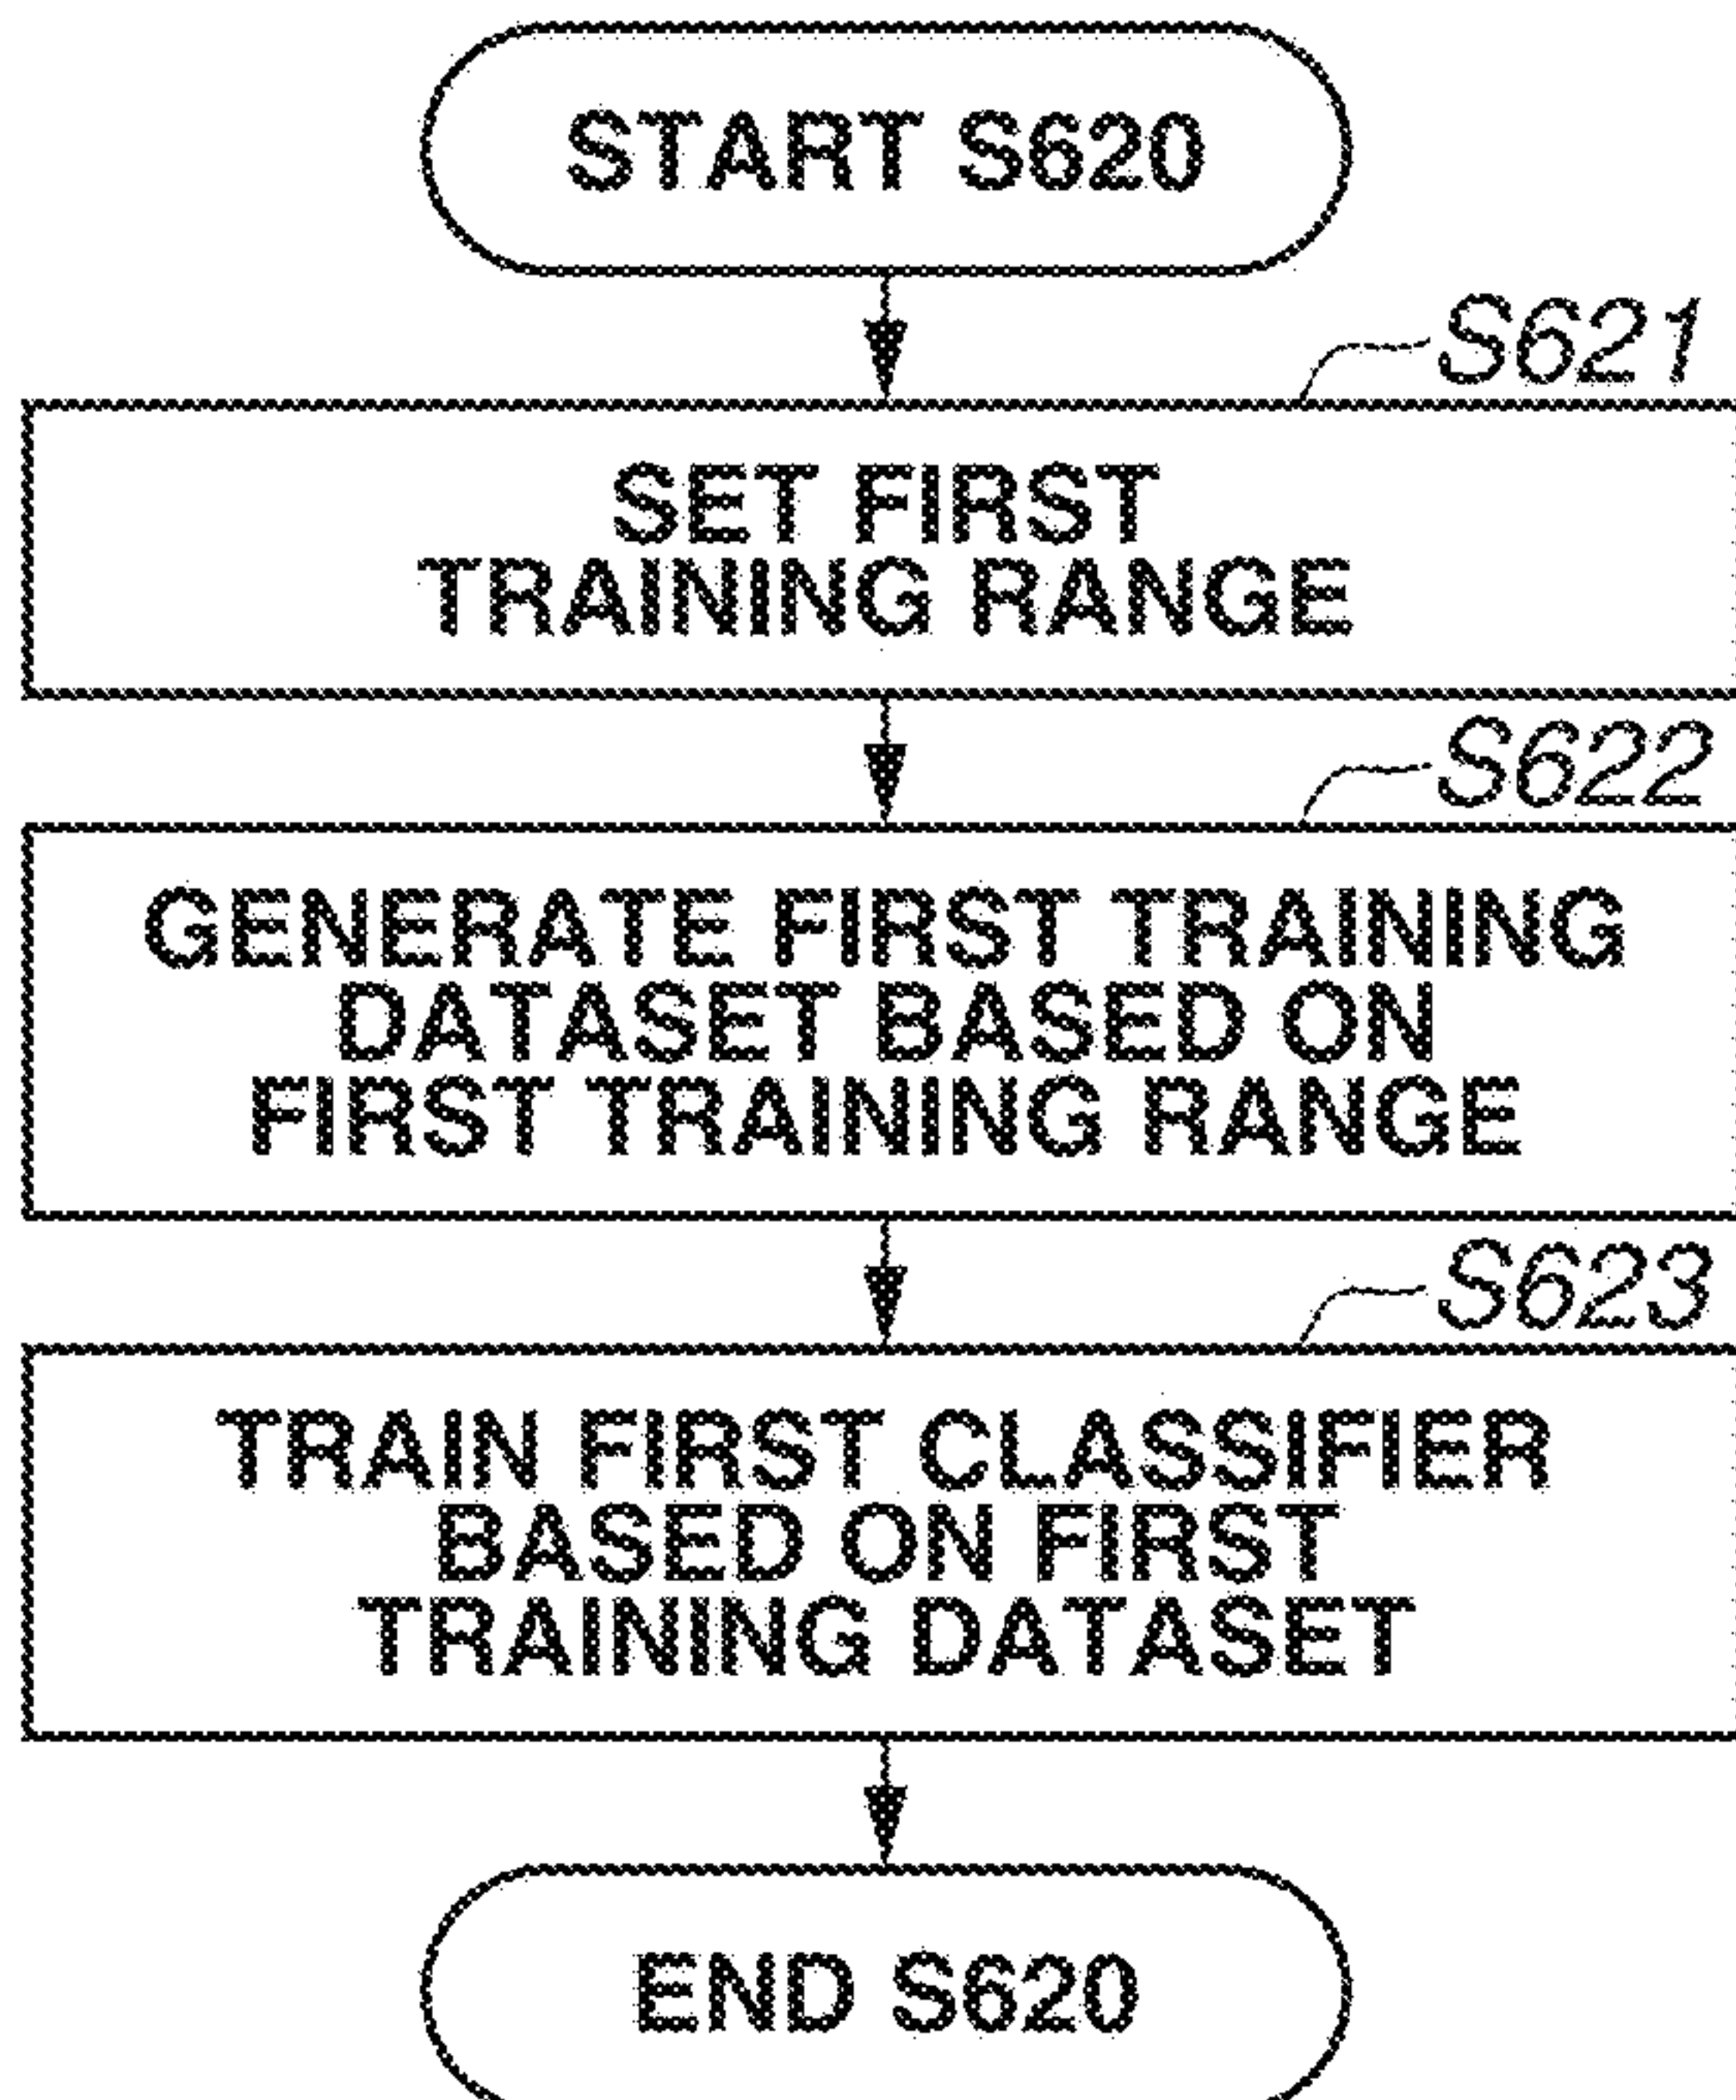 START S620
S621
SET FIRST
TRAINING RANGE
S622
GENERATE FIRST TRAINING
DATASET BASED ON
FIRST TRAINING RANGE
S623
TRAIN FIRST CLASSIFIER
BASED ON FIRST
TRAINING DATASET
END S620